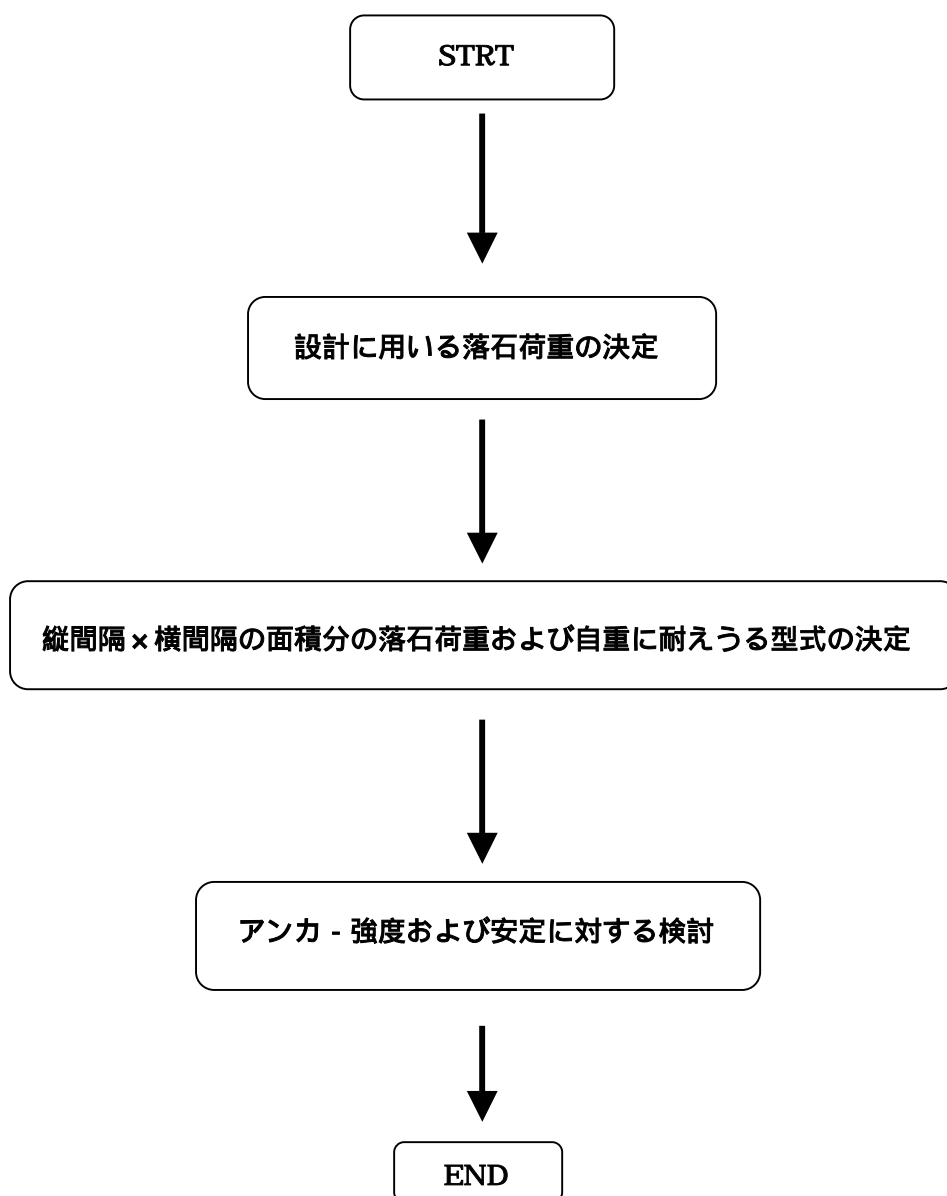 STRT
設計に用いる落石荷重の決定
縦間隔×横間隔の面積分の落石荷重および自重に耐えうる型式の決定
アンカ - 強度および安定に対する検討
END